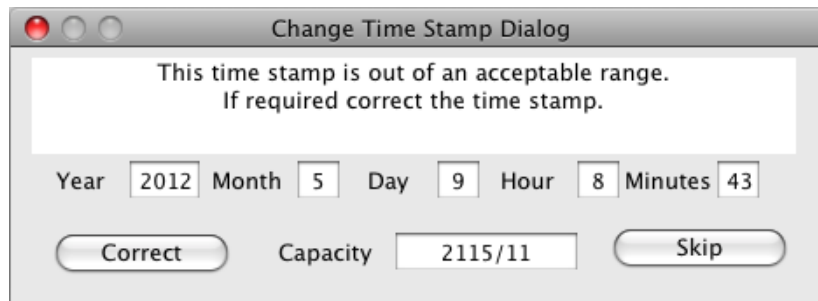 Change Time Stamp Dialog
This time stamp is out of an acceptable range.
If required correct the time stamp.
Year 2012 Month 5 Day 9 Hour 8 Minutes 43
Correct Capacity 2115/11 Skip